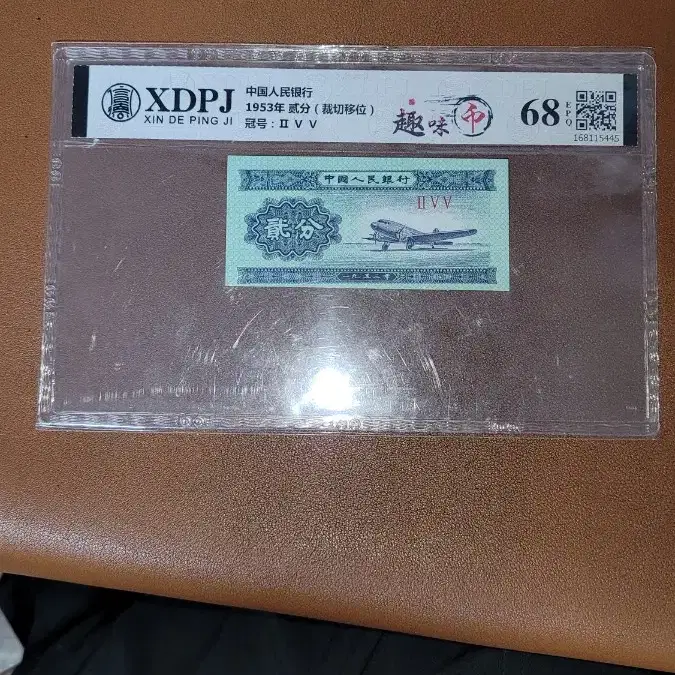 XDPJ
XIN DE PING JI
中国人民银行
1953年 贰分（裁切移位）
冠号：Ⅱ V V
趣味币
68
EPQ
168115445
中國人民銀行
Ⅱ V V
貳分
一九五三年